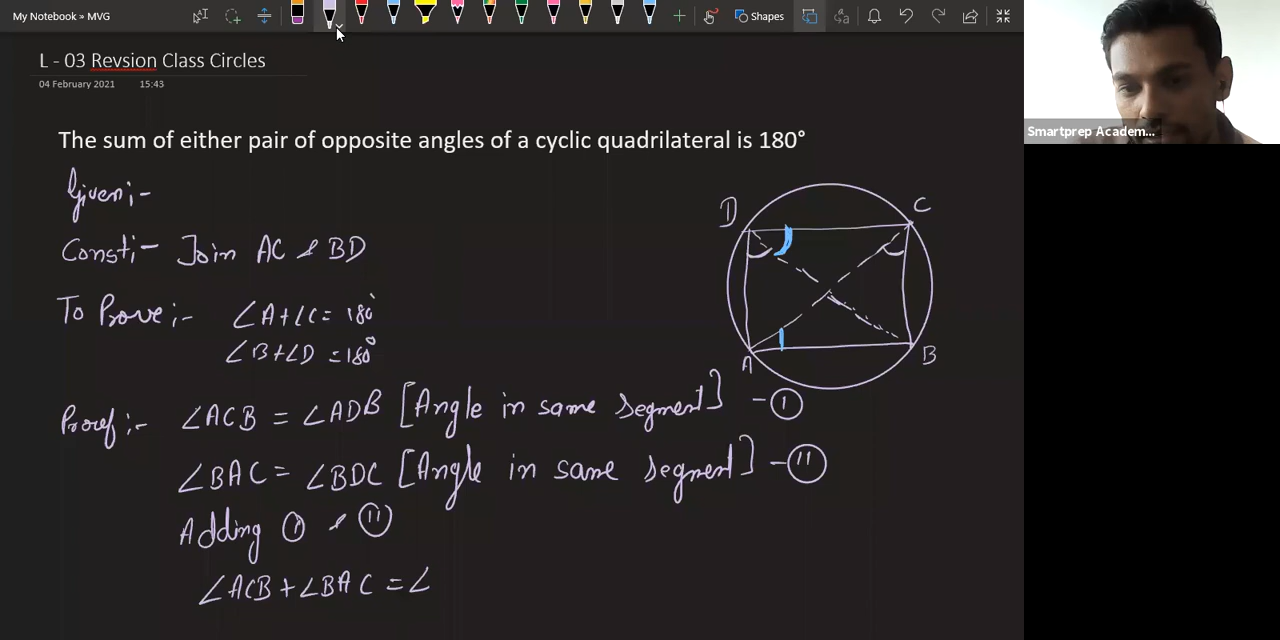 My Notebook » MVG
Shapes
L - 03 Revsion Class Circles
04 February 2021 15:43
Smartprep Academ...
The sum of either pair of opposite angles of a cyclic quadrilateral is 180°
Given:-
Const:- Join AC & BD
To Prove:- ∠A+∠C= 180°
∠B+∠D =180°
D C
A B
Proof:- ∠ACB = ∠ADB [Angle in same segment] -①
∠BAC = ∠BDC [Angle in same segment] -⑪
Adding ① & ⑪
∠ACB+∠BAC =∠